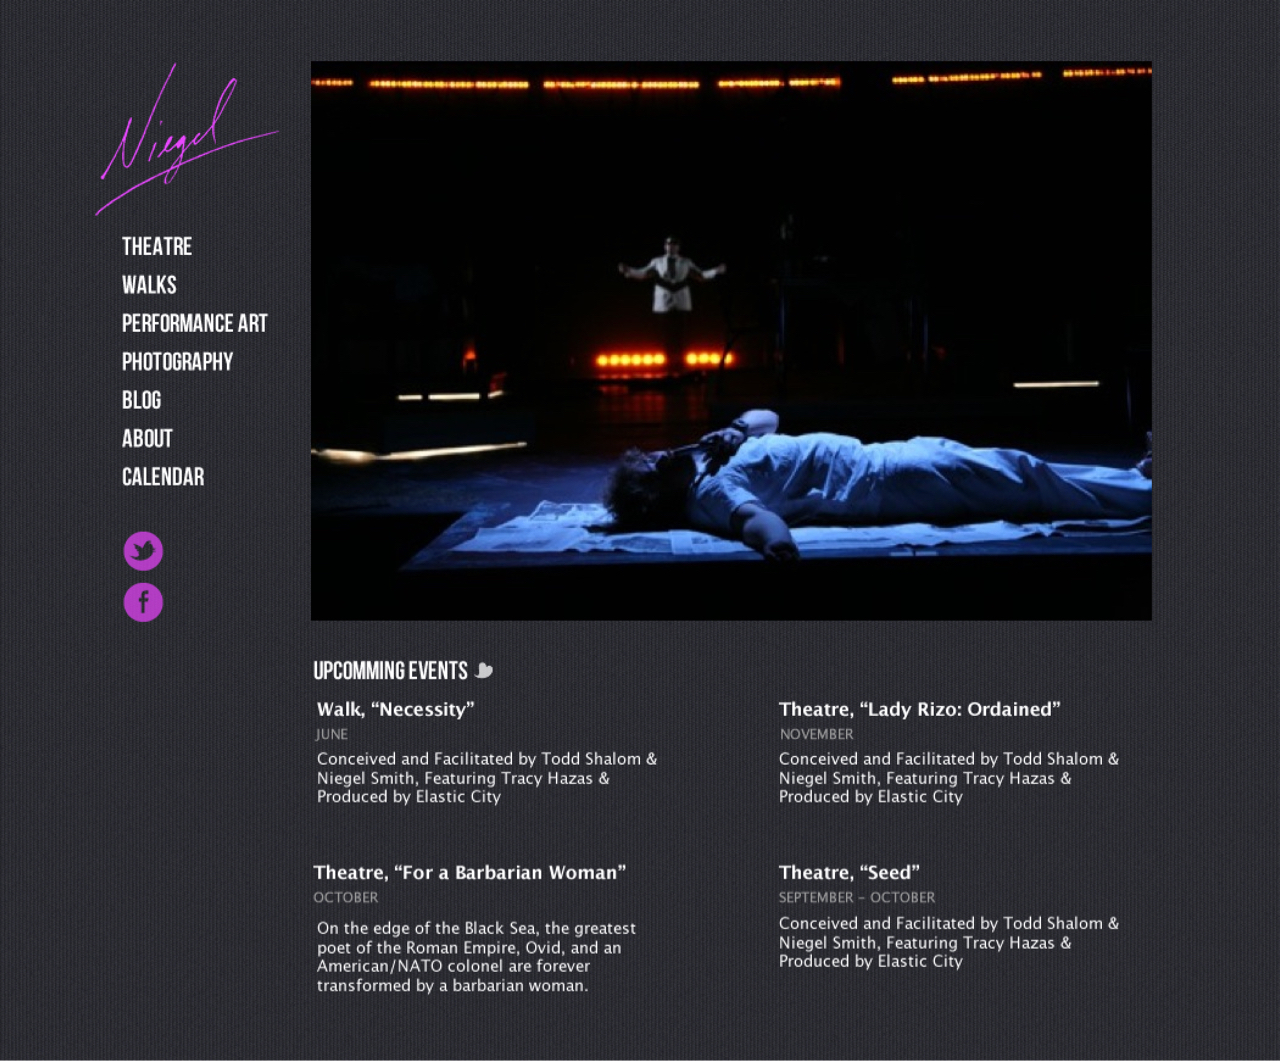 Niegel
THEATRE
WALKS
PERFORMANCE ART
PHOTOGRAPHY
BLOG
ABOUT
CALENDAR
UPCOMMING EVENTS
Walk, “Necessity”
JUNE
Conceived and Facilitated by Todd Shalom &
Niegel Smith, Featuring Tracy Hazas &
Produced by Elastic City
Theatre, “Lady Rizo: Ordained”
NOVEMBER
Conceived and Facilitated by Todd Shalom &
Niegel Smith, Featuring Tracy Hazas &
Produced by Elastic City
Theatre, “For a Barbarian Woman”
OCTOBER
On the edge of the Black Sea, the greatest
poet of the Roman Empire, Ovid, and an
American/NATO colonel are forever
transformed by a barbarian woman.
Theatre, “Seed”
SEPTEMBER – OCTOBER
Conceived and Facilitated by Todd Shalom &
Niegel Smith, Featuring Tracy Hazas &
Produced by Elastic City